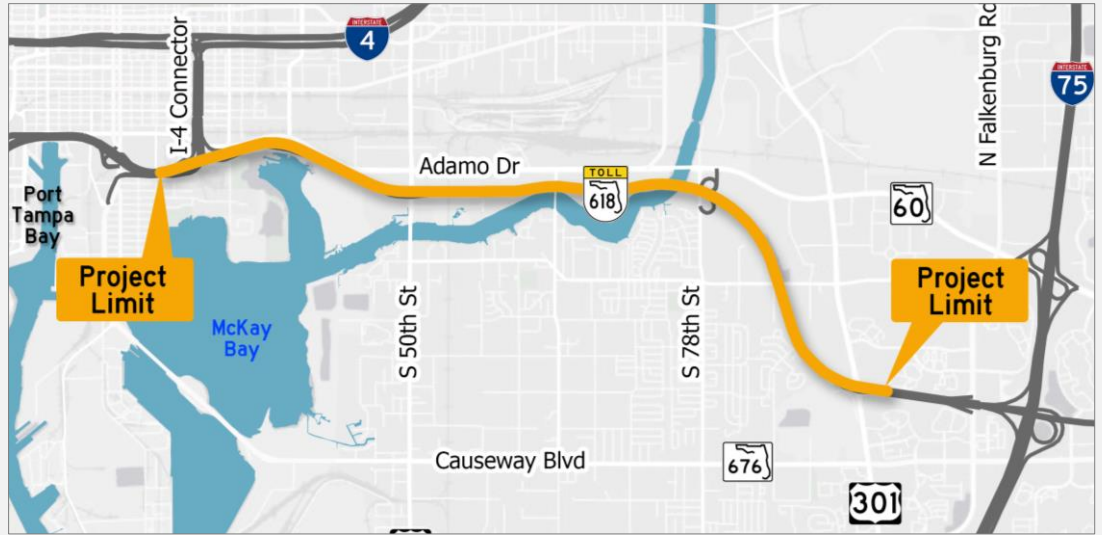 INTERSTATE
4
I-4 Connector
N Falkenburg Rd
INTERSTATE
75
Adamo Dr
TOLL
618
60
Port
Tampa
Bay
Project
Limit
Project
Limit
McKay
Bay
S 50th St
S 78th St
Causeway Blvd
676
301